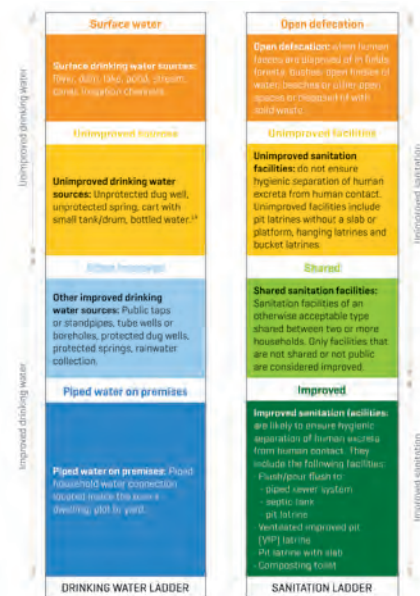 Surface water
Surface drinking water sources:
River, dam, lake, pond, stream,
canal, irrigation channels.
Unimproved sources
Unimproved drinking water
sources: Unprotected dug well,
unprotected spring, cart with
small tank/drum, bottled water.
Other improved
Other improved drinking
water sources: Public taps
or standpipes, tube wells or
boreholes, protected dug wells,
protected springs, rainwater
collection.
Piped water on premises
Piped water on premises: Piped
household water connection
located inside the user's
dwelling, plot or yard.
DRINKING WATER LADDER
Unimproved drinking water
Improved drinking water
Open defecation
Open defecation: when human
faeces are disposed of in fields,
forests, bushes, open bodies of
water, beaches or other open
spaces or disposed of with
solid waste.
Unimproved facilities
Unimproved sanitation
facilities: do not ensure
hygienic separation of human
excreta from human contact.
Unimproved facilities include
pit latrines without a slab or
platform, hanging latrines and
bucket latrines.
Shared
Shared sanitation facilities:
Sanitation facilities of an
otherwise acceptable type
shared between two or more
households. Only facilities that
are not shared or not public
are considered improved.
Improved
Improved sanitation facilities:
are likely to ensure hygienic
separation of human excreta
from human contact. They
include the following facilities:
· Flush/pour flush to:
- piped sewer system
- septic tank
- pit latrine
· Ventilated improved pit
(VIP) latrine
· Pit latrine with slab
· Composting toilet
SANITATION LADDER
Unimproved sanitation
Improved sanitation